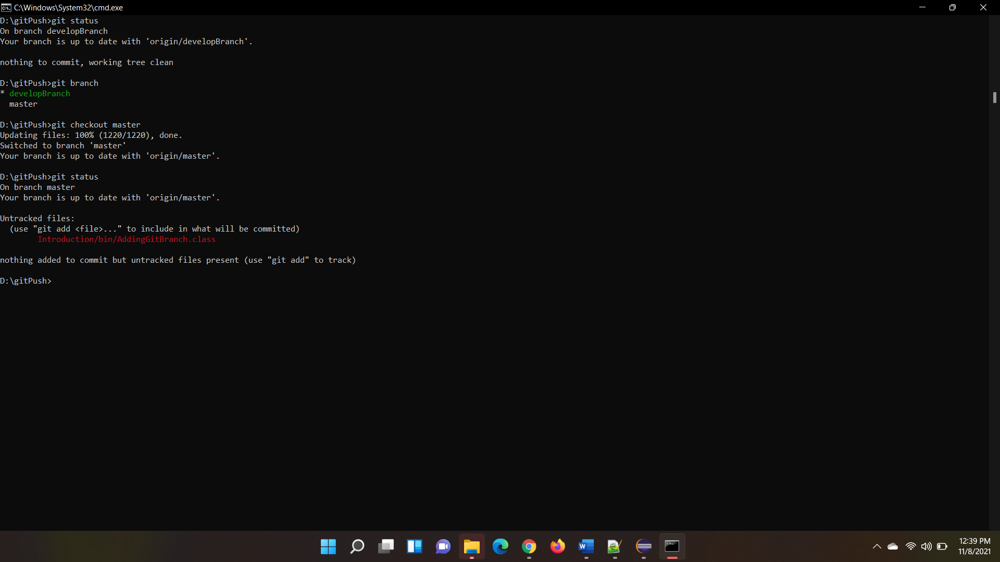 C:\Windows\System32\cmd.exe
D:\gitPush>git status
On branch developBranch
Your branch is up to date with 'origin/developBranch'.
nothing to commit, working tree clean
D:\gitPush>git branch
* developBranch
master
D:\gitPush>git checkout master
Updating files: 100% (1220/1220), done.
Switched to branch 'master'
Your branch is up to date with 'origin/master'.
D:\gitPush>git status
On branch master
Your branch is up to date with 'origin/master'.
Untracked files:
(use "git add <file>..." to include in what will be committed)
Introduction/bin/AddingGitBranch.class
nothing added to commit but untracked files present (use "git add" to track)
D:\gitPush>
12:39 PM
11/8/2021